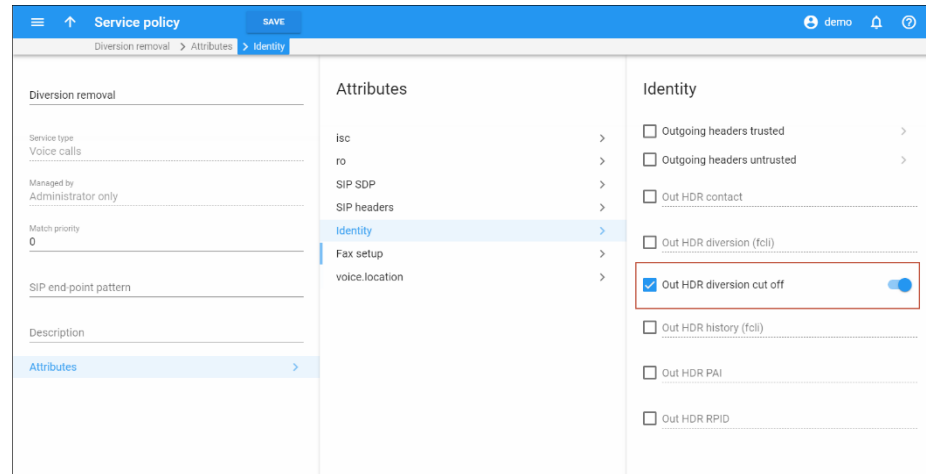 Service policy
SAVE
demo
Diversion removal > Attributes > Identity
Diversion removal
Service type
Voice calls
Managed by
Administrator only
Match priority
0
SIP end-point pattern
Description
Attributes
Attributes
isc
ro
SIP SDP
SIP headers
Identity
Fax setup
voice.location
Identity
Outgoing headers trusted
Outgoing headers untrusted
Out HDR contact
Out HDR diversion (fcli)
Out HDR diversion cut off
Out HDR history (fcli)
Out HDR PAI
Out HDR RPID